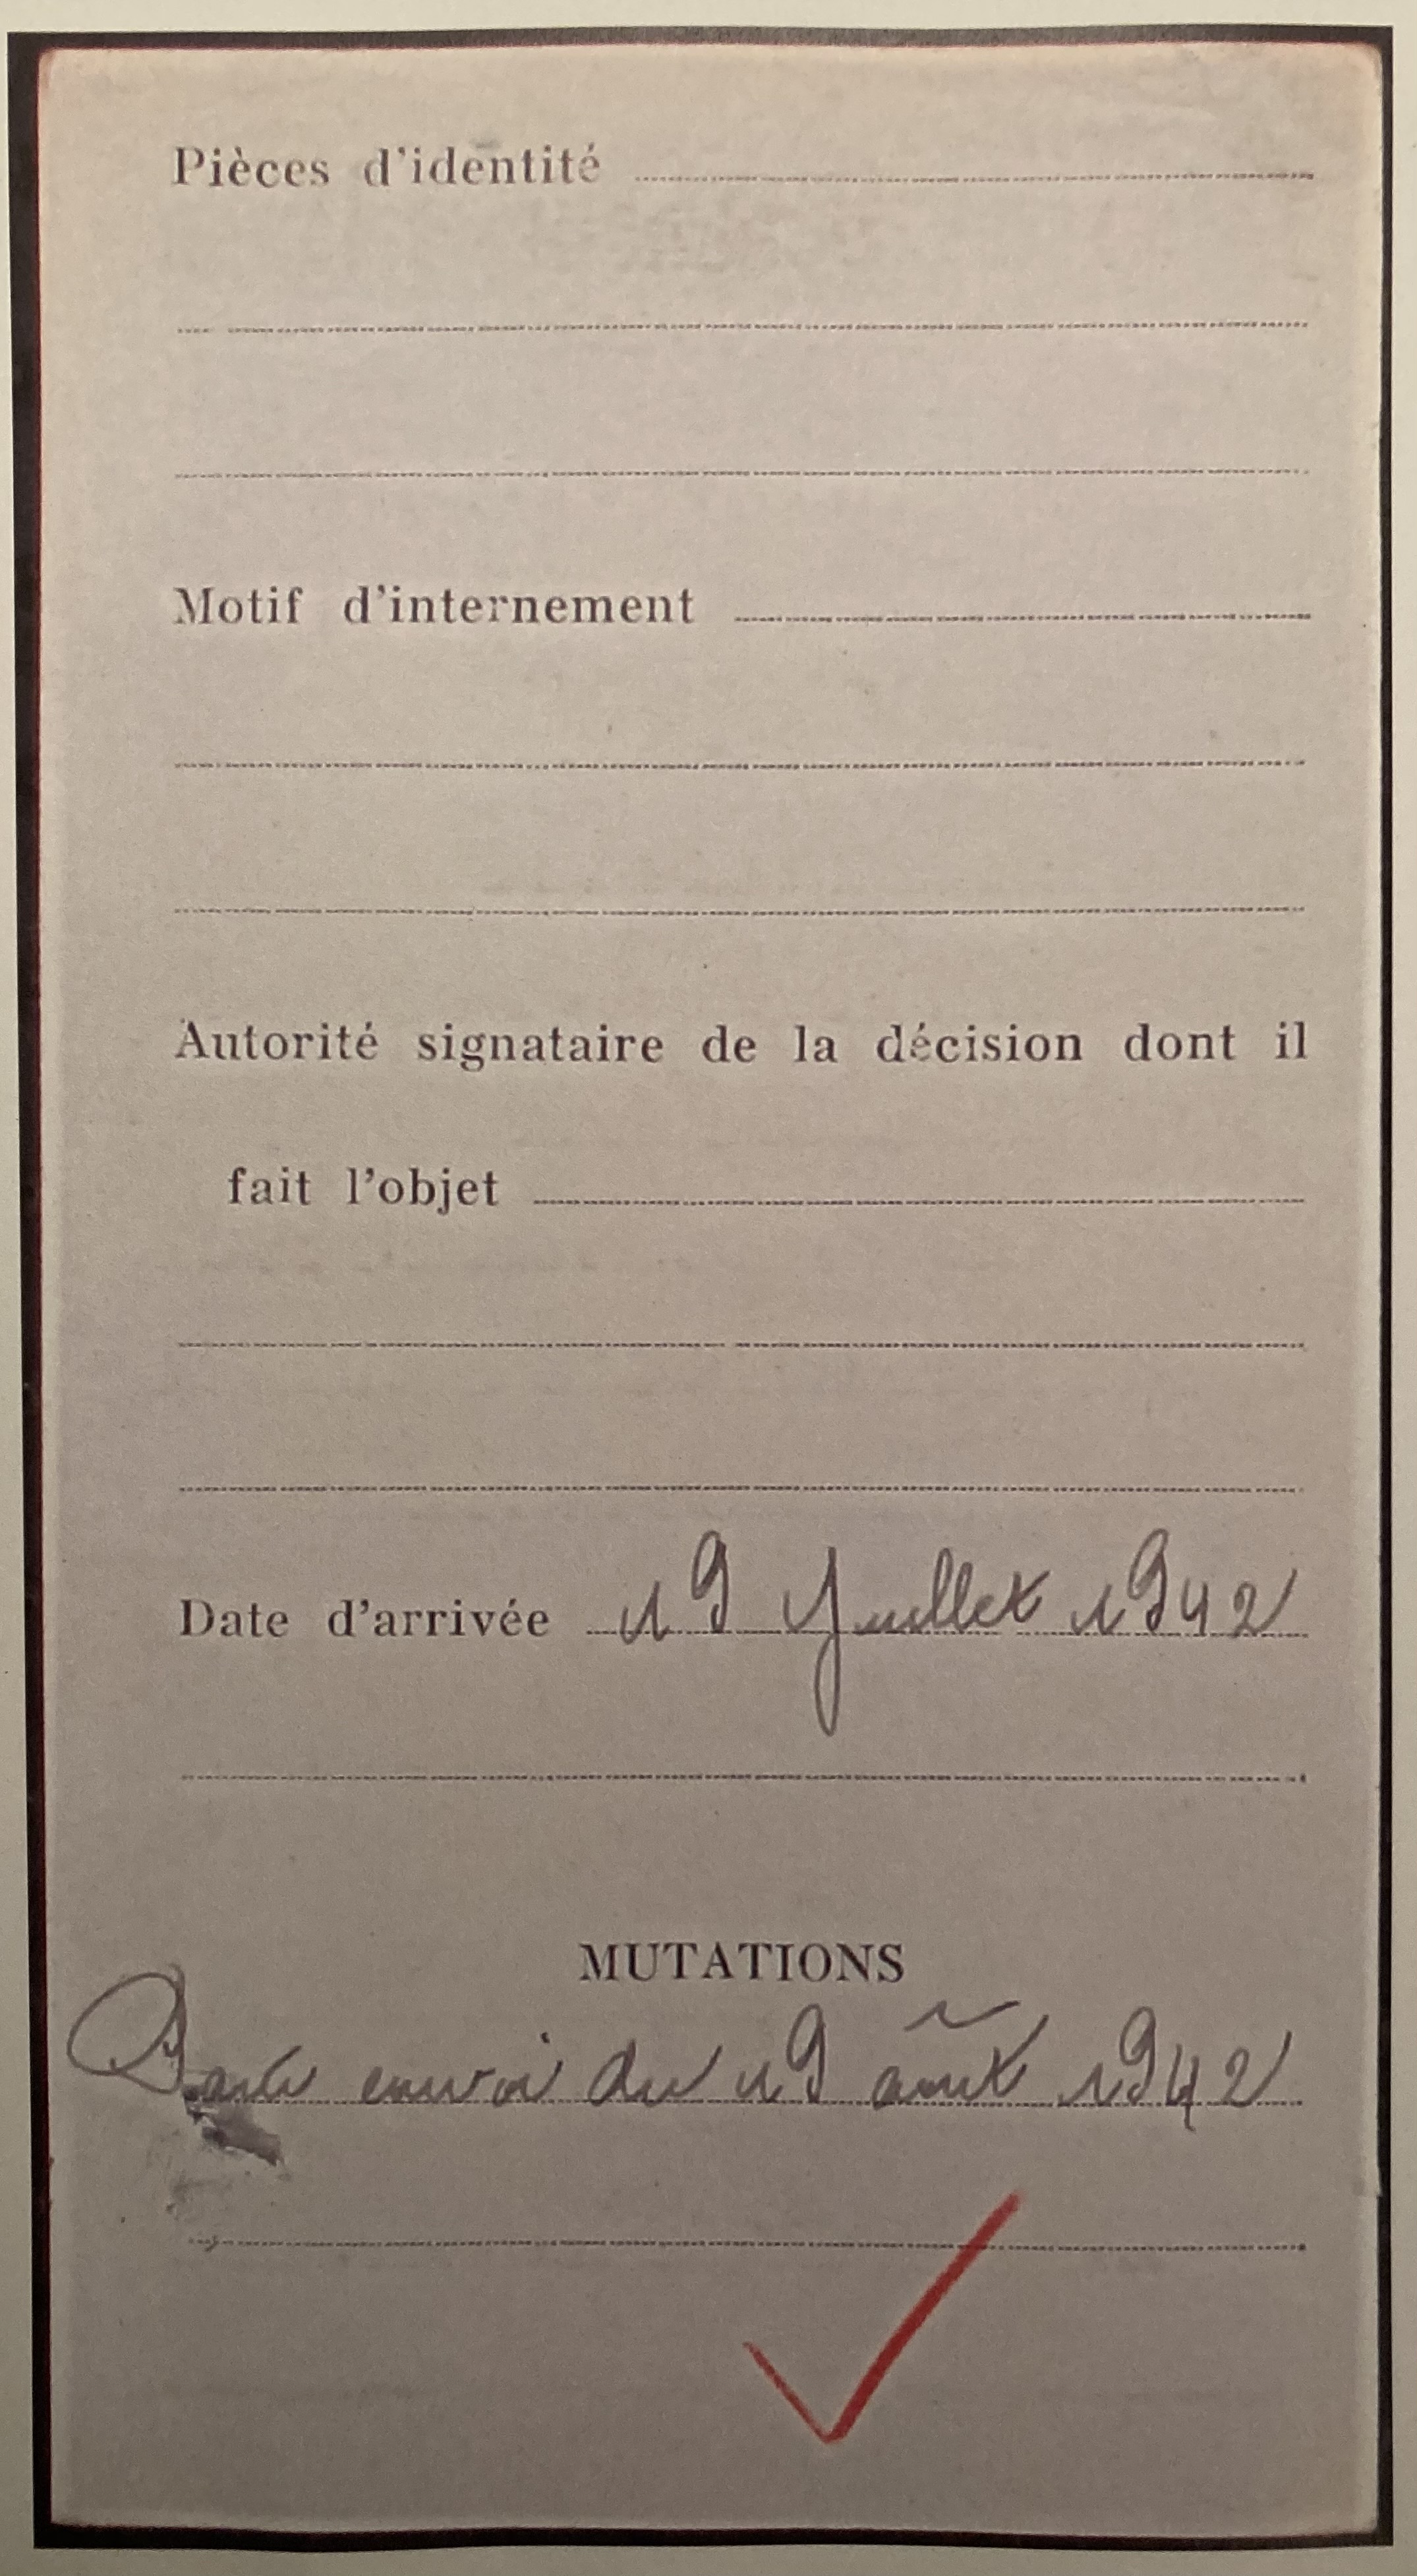 Pièces d'identité
Motif d'internement
Autorité signataire de la décision dont il
fait l'objet
Date d'arrivée 19 Juillet 1942
MUTATIONS
envoi du 19 août 1942